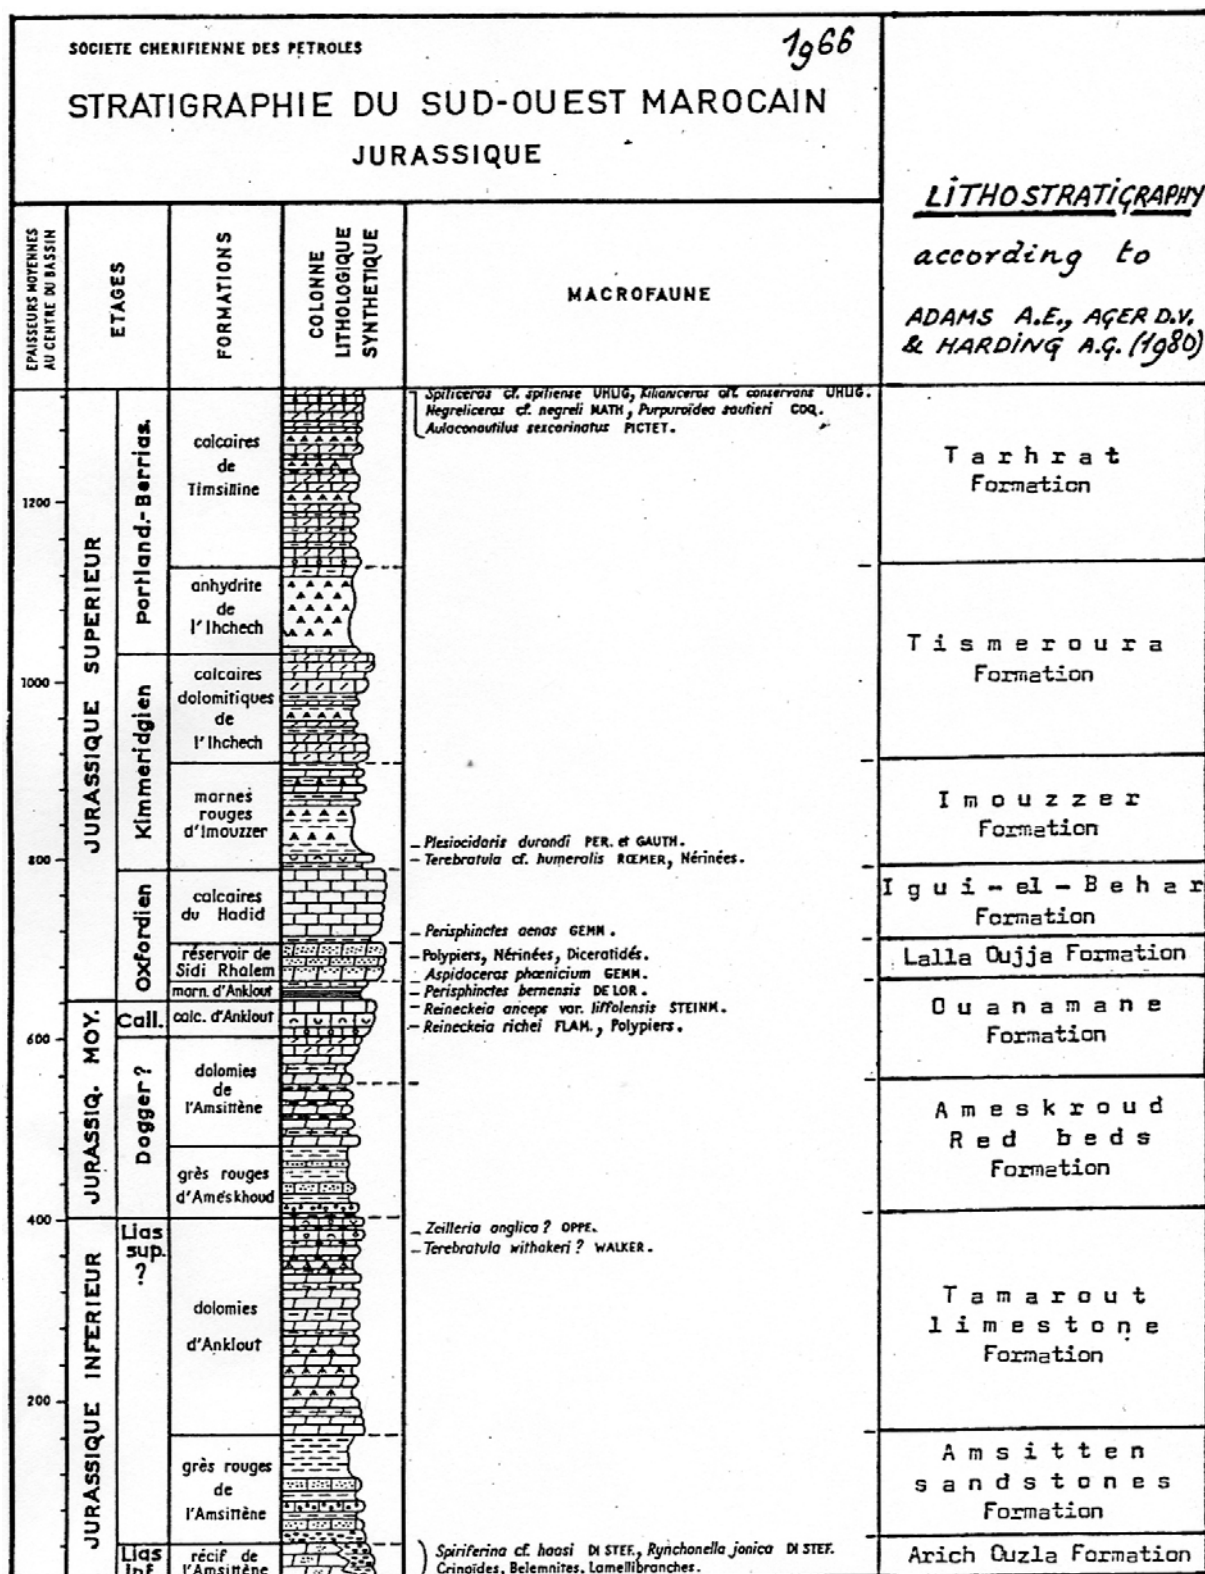 SOCIETE CHERIFIENNE DES PETROLES
1966
STRATIGRAPHIE DU SUD-OUEST MAROCAIN
JURASSIQUE
LITHOSTRATIGRAPHY
according to
ADAMS A.E., AGER D.V.
& HARDING A.G. (1980)
EPAISSEURS MOYENNES
AU CENTRE DU BASSIN
ETAGES
FORMATIONS
COLONNE
LITHOLOGIQUE
SYNTHETIQUE
MACROFAUNE
1200
1000
800
600
400
200
JURASSIQUE SUPERIEUR
JURASSIQ. MOY.
JURASSIQUE INFERIEUR
Portland.-Berrias.
Kimmeridgien
Oxfordien
Call.
Dogger?
Lias
sup.
?
Lias
Inf.
calcaires
de
Timsilline
anhydrite
de
l'Ihchech
calcaires
dolomitiques
de
l'Ihchech
marnes
rouges
d'Imouzzer
calcaires
du Hadid
réservoir de
Sidi Rhalem
marn. d'Anklout
calc. d'Anklout
dolomies
de
l'Amsittène
grès rouges
d'Ameskhoud
dolomies
d'Anklout
grès rouges
de
l'Amsittène
récif de
l'Amsittène
Spiticeras cf. spitiense UHLIG, Kilianiceras aff. conservans UHLIG.
Negreliceras cf. negreli MATH, Purpuroidea sautieri COQ.
Aulaconautilus sexcarinatus PICTET.
Plesiocidaris durandi PER. et GAUTH.
Terebratula cf. humeralis RŒMER, Nérinées.
Perisphinctes aenas GEMM.
Polypiers, Nérinées, Diceratidés.
Aspidoceras phœnicium GEMM.
Perisphinctes bernensis DE LOR.
Reineckeia anceps var. liffolensis STEINM.
Reineckeia richei FLAM., Polypiers.
Zeilleria anglica? OPPE.
Terebratula withakeri? WALKER.
Spiriferina cf. haasi DI STEF., Rynchonella jonica DI STEF.
Crinoïdes, Belemnites, Lamellibranches.
Tarhrat
Formation
Tismeroura
Formation
Imouzzer
Formation
Igui-el-Behar
Formation
Lalla Oujja Formation
Ouanamane
Formation
Ameskroud
Red beds
Formation
Tamarout
limestone
Formation
Amsitten
sandstones
Formation
Arich Ouzla Formation